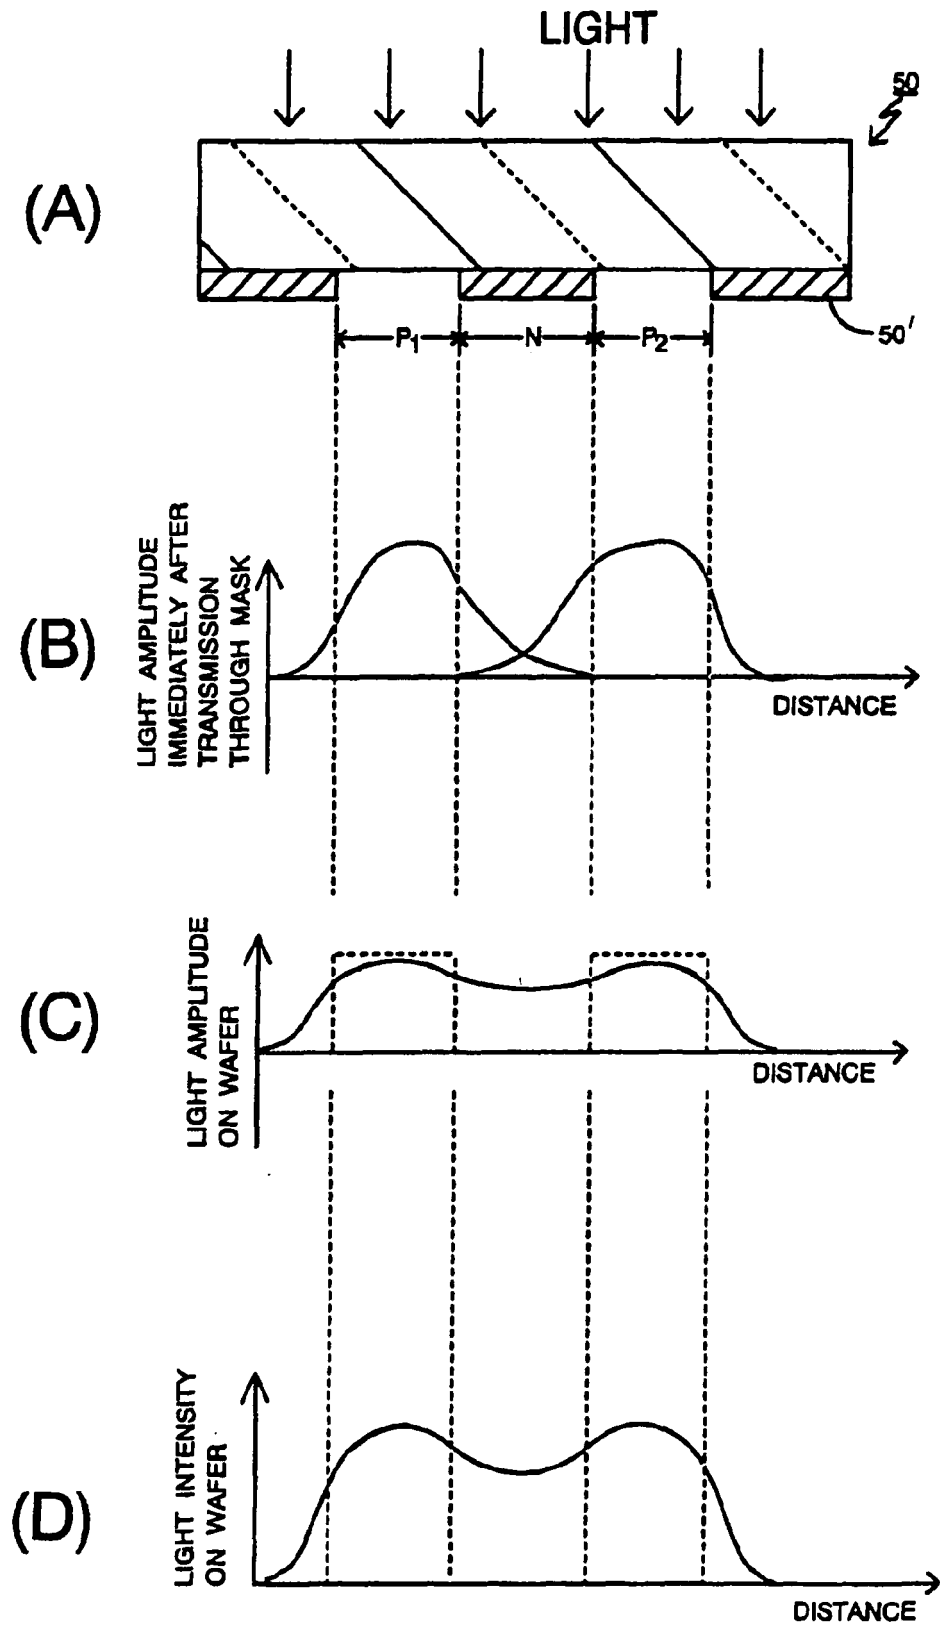 LIGHT
50
(A)
50'
P1
N
P2
LIGHT AMPLITUDE
IMMEDIATELY AFTER
TRANSMISSION
THROUGH MASK
(B)
DISTANCE
LIGHT AMPLITUDE
ON WAFER
(C)
DISTANCE
LIGHT INTENSITY
ON WAFER
(D)
DISTANCE